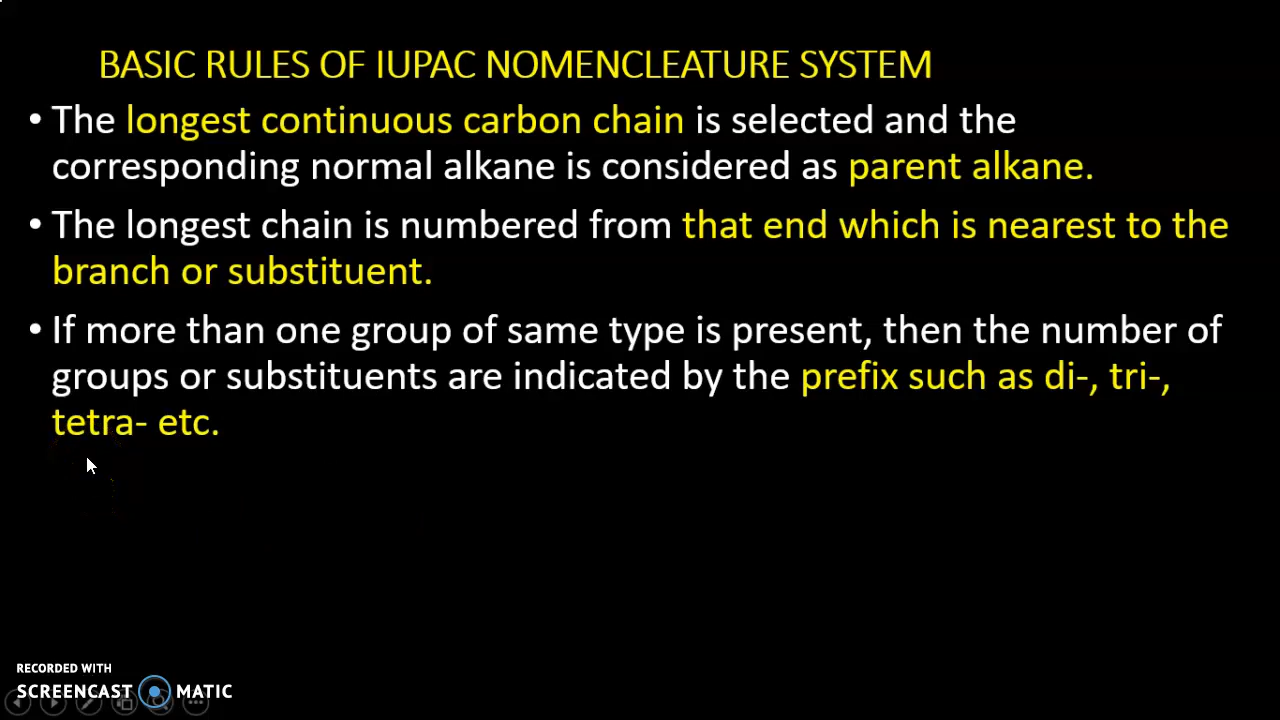 BASIC RULES OF IUPAC NOMENCLEATURE SYSTEM
• The longest continuous carbon chain is selected and the
corresponding normal alkane is considered as parent alkane.
• The longest chain is numbered from that end which is nearest to the
branch or substituent.
• If more than one group of same type is present, then the number of
groups or substituents are indicated by the prefix such as di-, tri-,
tetra- etc.
RECORDED WITH
SCREENCAST MATIC